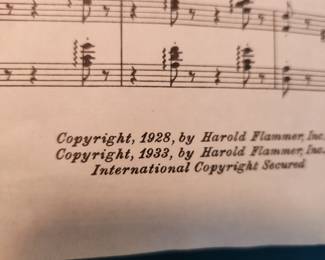 Copyright, 1928, by Harold Flammer, Inc.
Copyright, 1933, by Harold Flammer, Inc.
International Copyright Secured